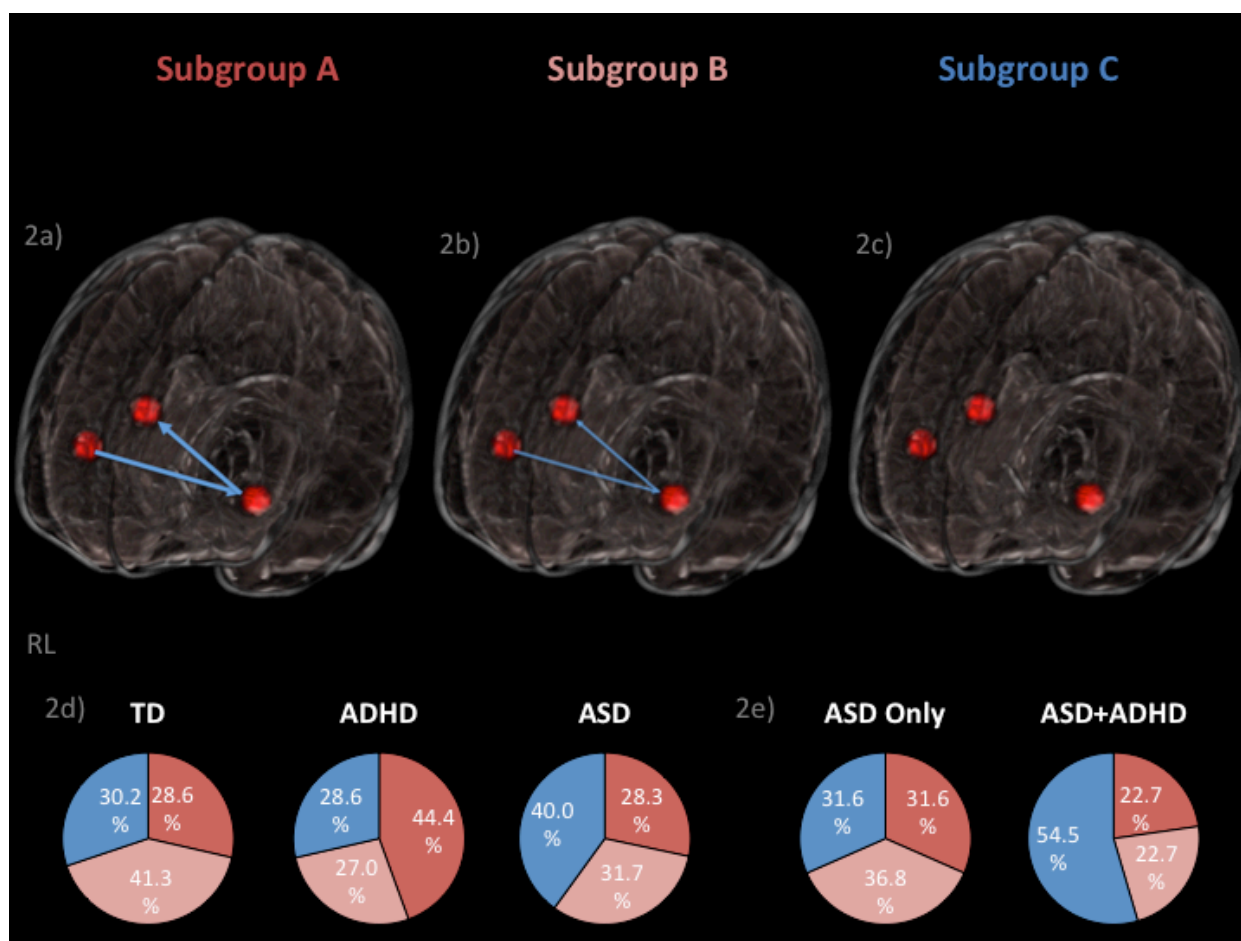 Subgroup A
Subgroup B
Subgroup C
2a)
2b)
2c)
RL
2d)
TD
ADHD
ASD
2e)
ASD Only
ASD+ADHD
30.2
%
28.6
%
41.3
%
28.6
%
44.4
%
27.0
%
40.0
%
28.3
%
31.7
%
31.6
%
31.6
%
36.8
%
54.5
%
22.7
%
22.7
%